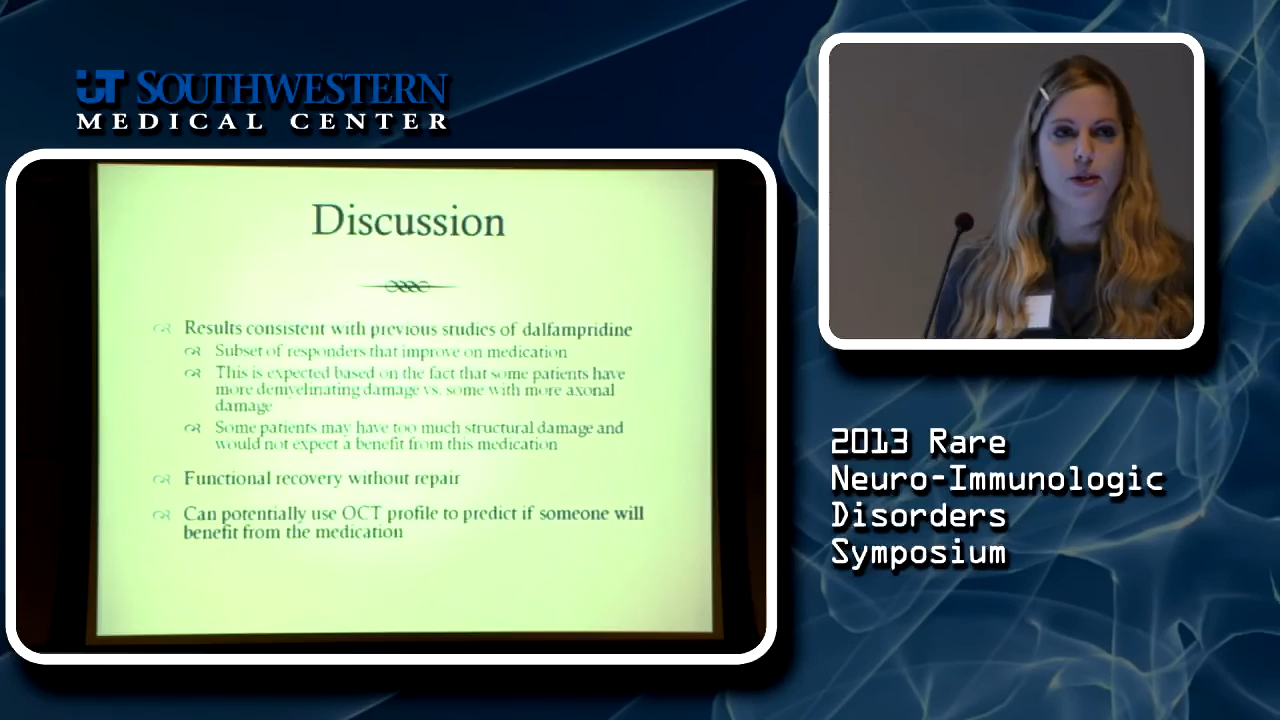 UT SOUTHWESTERN
MEDICAL CENTER
Discussion
Results consistent with previous studies of dalfampridine
Subset of responders that improve on medication
This is expected based on the fact that some patients have
more demyelinating damage vs. some with more axonal
damage
Some patients may have too much structural damage and
would not expect a benefit from this medication
Functional recovery without repair
Can potentially use OCT profile to predict if someone will
benefit from the medication
2013 Rare
Neuro-Immunologic
Disorders
Symposium